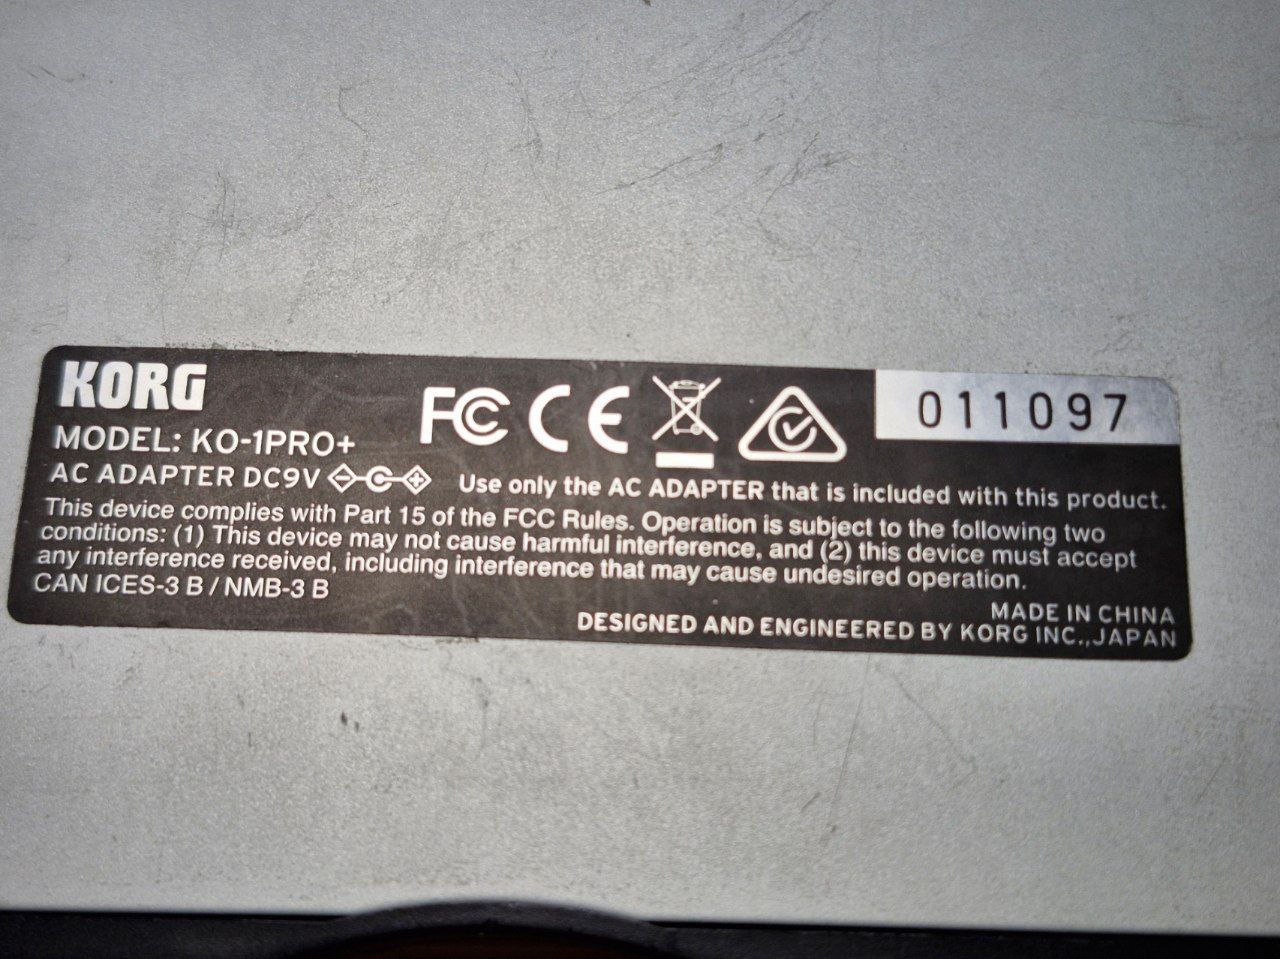 KORG
FC CE
011097
MODEL: KO-1PRO+
AC ADAPTER DC9V
Use only the AC ADAPTER that is included with this product.
This device complies with Part 15 of the FCC Rules. Operation is subject to the following two
conditions: (1) This device may not cause harmful interference, and (2) this device must accept
any interference received, including interference that may cause undesired operation.
CAN ICES-3 B / NMB-3 B
MADE IN CHINA
DESIGNED AND ENGINEERED BY KORG INC.,JAPAN